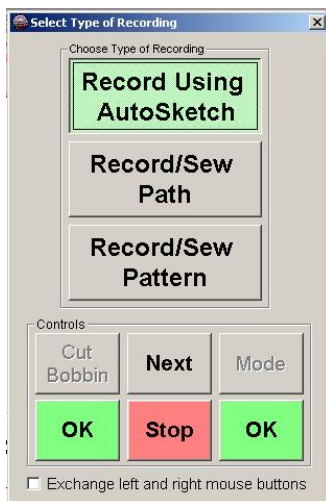 Select Type of Recording
Choose Type of Recording
Record Using
AutoSketch
Record/Sew
Path
Record/Sew
Pattern
Controls
Cut
Bobbin
Next
Mode
OK
Stop
OK
Exchange left and right mouse buttons